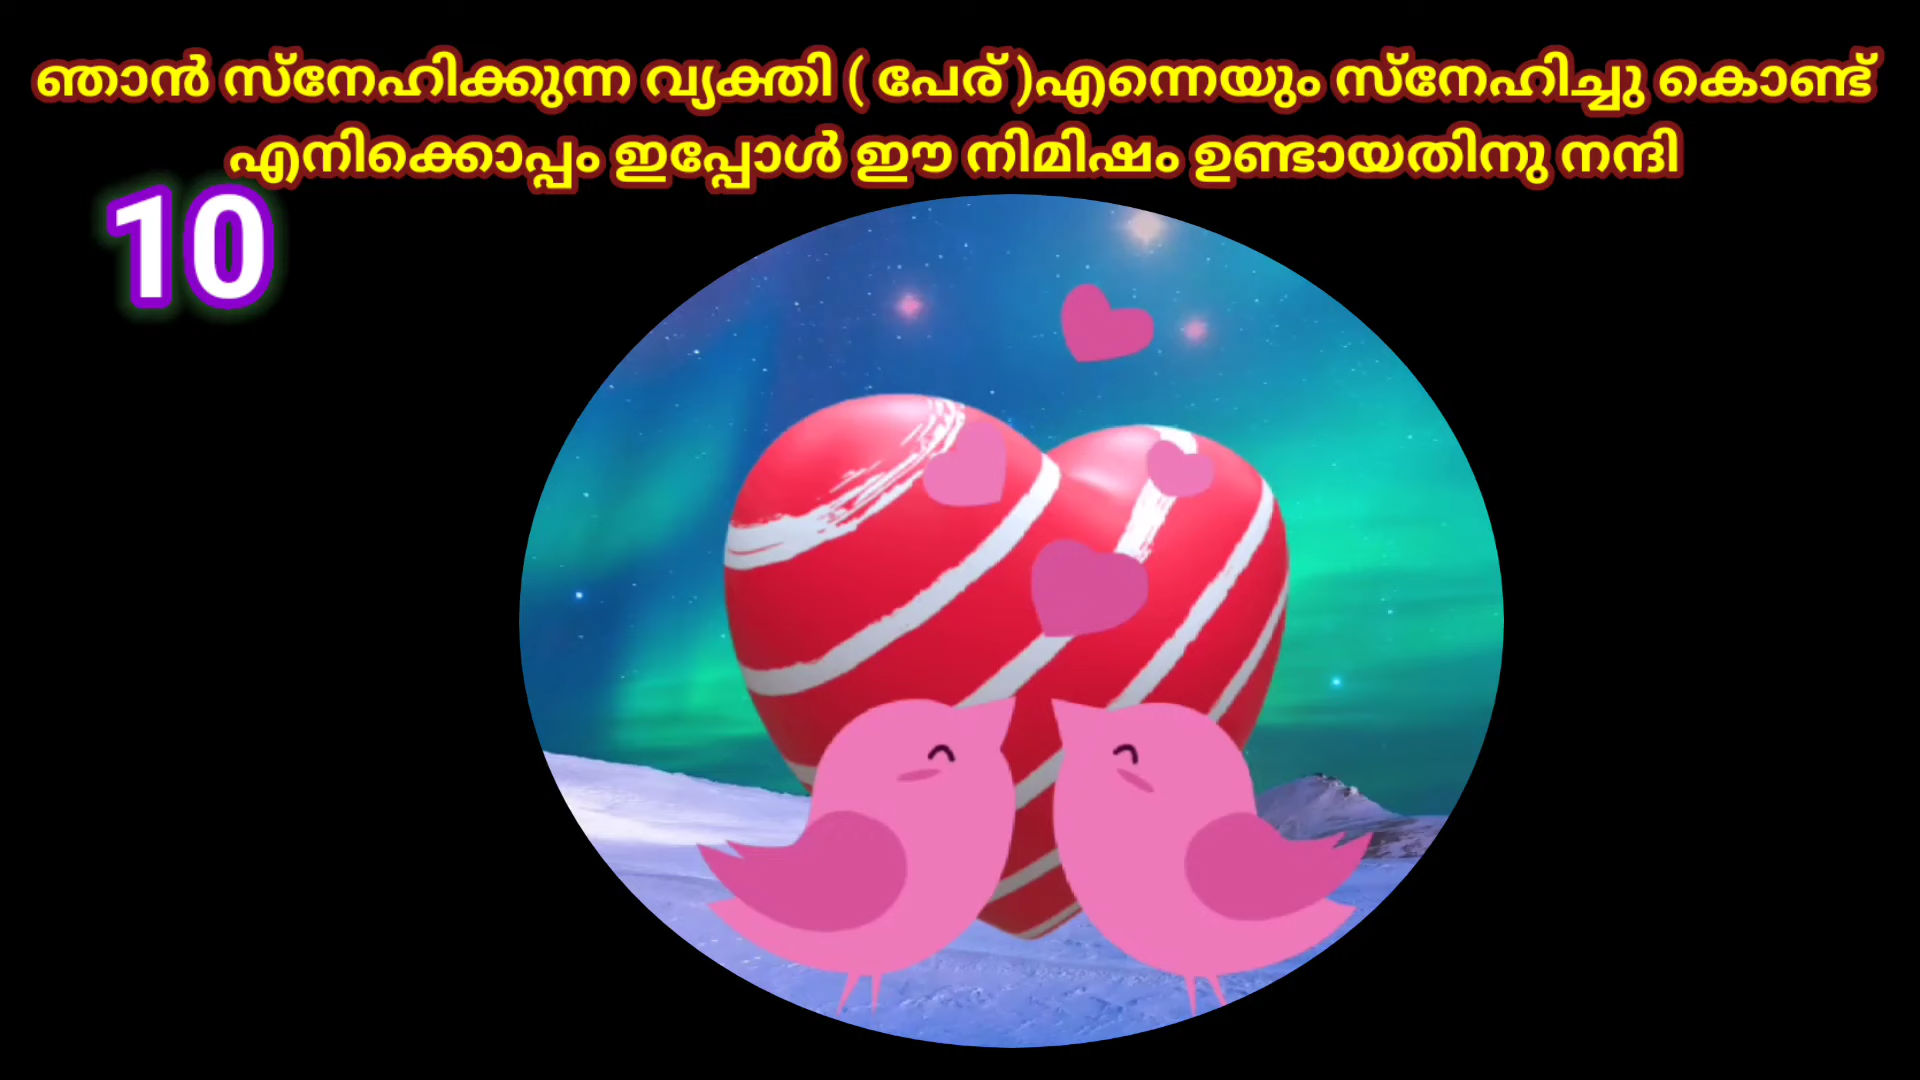 ഞാൻ സ്നേഹിക്കുന്ന വ്യക്തി ( പേര് )എന്നെയും സ്നേഹിച്ചു കൊണ്ട്
എനിക്കൊപ്പം ഇപ്പോൾ ഈ നിമിഷം ഉണ്ടായതിനു നന്ദി
10